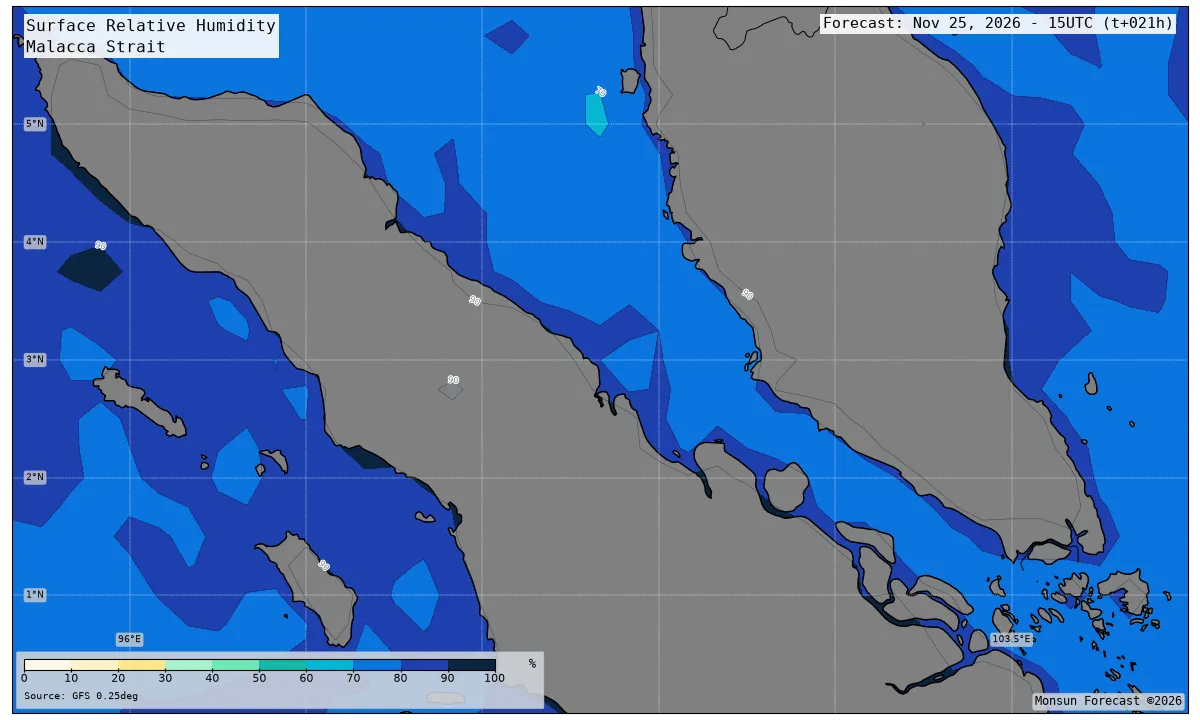 Surface Relative Humidity
Malacca Strait
Forecast: Nov 25, 2026 - 15UTC (t+021h)
70
5°N
90
4°N
90
90
3°N
90
2°N
90
1°N
96°E
103.5°E
%
0 10 20 30 40 50 60 70 80 90 100
Source: GFS 0.25deg
Monsun Forecast ©2026